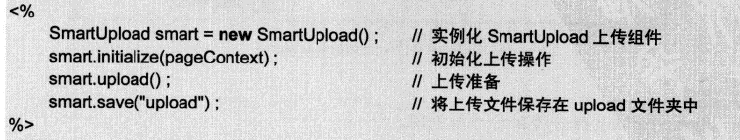 <%
SmartUpload smart = new SmartUpload() ; // 实例化 SmartUpload 上传组件
smart.initialize(pageContext) ; // 初始化上传操作
smart.upload() ; // 上传准备
smart.save("upload") ; // 将上传文件保存在 upload 文件夹中
%>